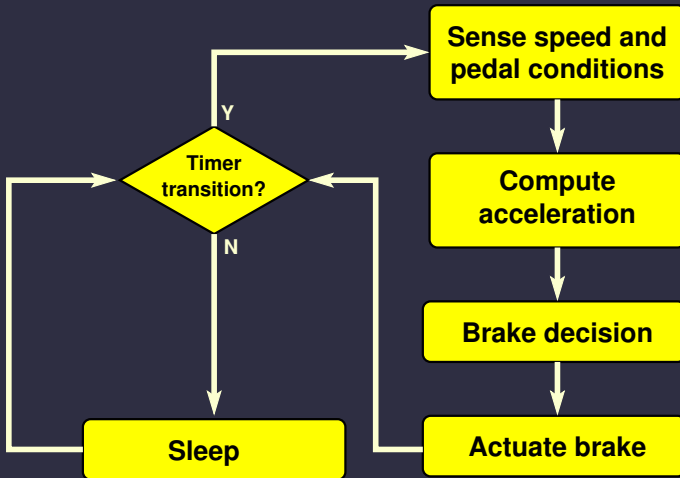 Sense speed and
pedal conditions
Y
Timer
transition?
Compute
acceleration
N
Brake decision
Sleep
Actuate brake